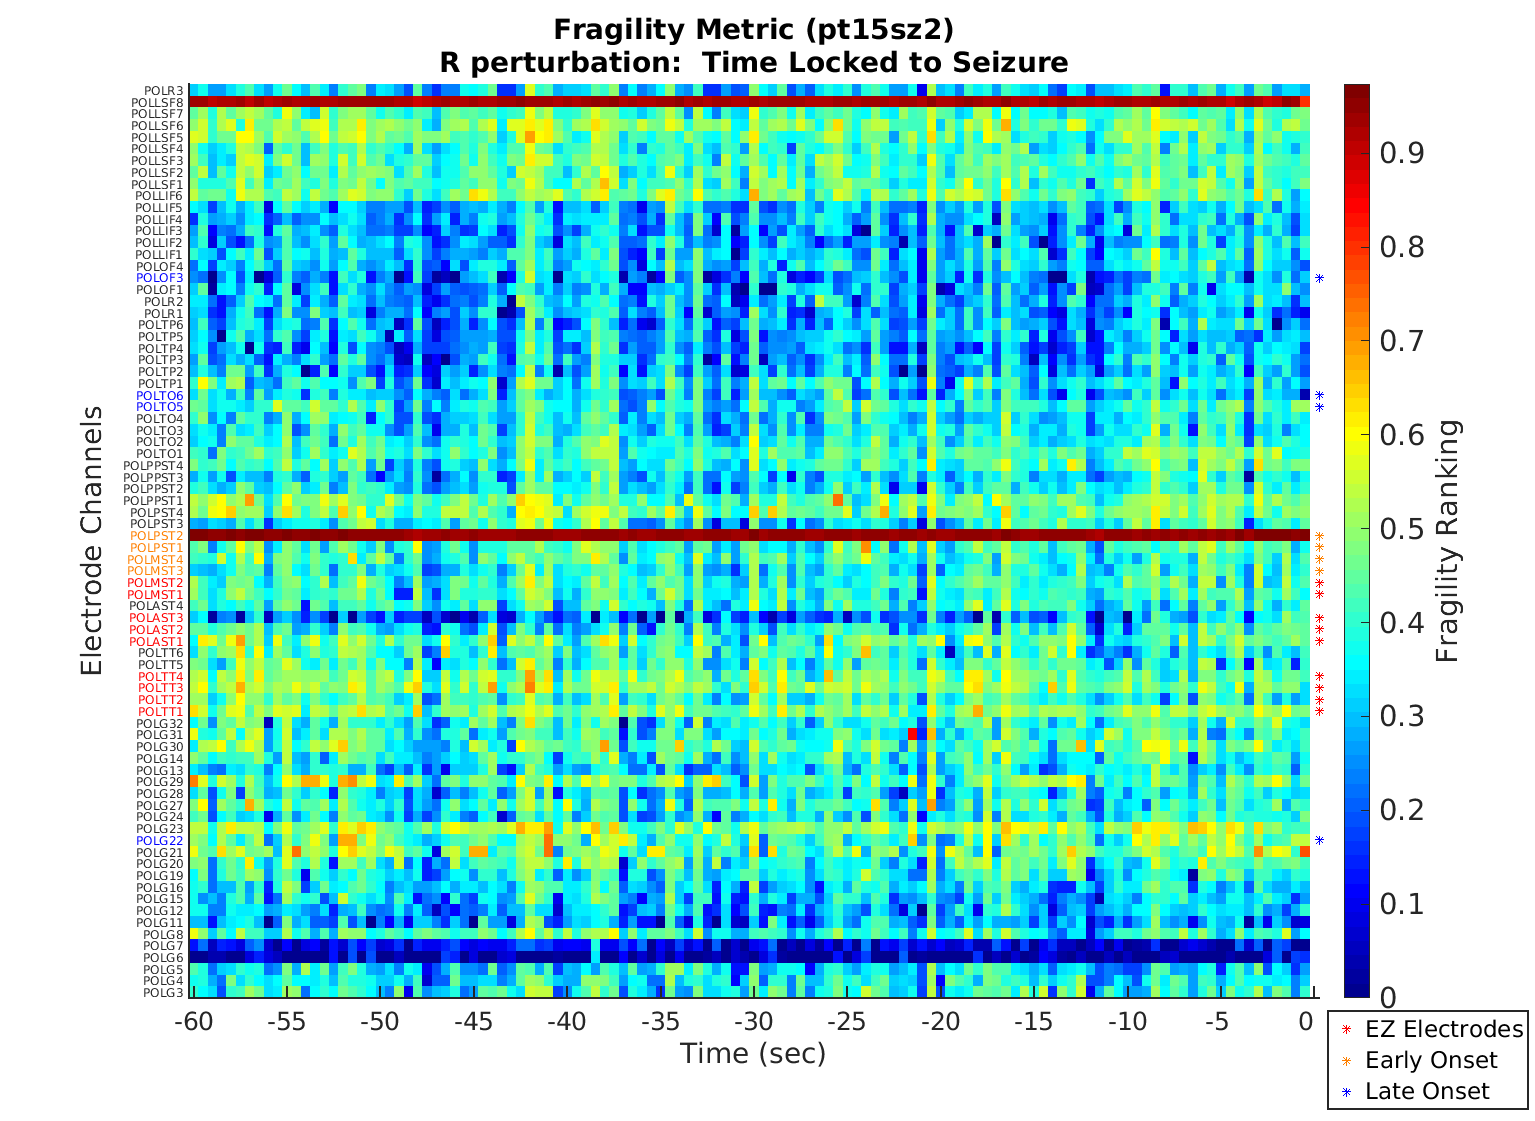 Fragility Metric (pt15sz2)
R perturbation:  Time Locked to Seizure
Electrode Channels
POLR3
POLLSF8
POLLSF7
POLLSF6
POLLSF5
POLLSF4
POLLSF3
POLLSF2
POLLSF1
POLLIF6
POLLIF5
POLLIF4
POLLIF3
POLLIF2
POLLIF1
POLOF4
POLOF3
POLOF1
POLR2
POLR1
POLTP6
POLTP5
POLTP4
POLTP3
POLTP2
POLTP1
POLTO6
POLTO5
POLTO4
POLTO3
POLTO2
POLTO1
POLPPST4
POLPPST3
POLPPST2
POLPPST1
POLPST4
POLPST3
POLPST2
POLPST1
POLMST4
POLMST3
POLMST2
POLMST1
POLAST4
POLAST3
POLAST2
POLAST1
POLTT6
POLTT5
POLTT4
POLTT3
POLTT2
POLTT1
POLG32
POLG31
POLG30
POLG14
POLG13
POLG29
POLG28
POLG27
POLG24
POLG23
POLG22
POLG21
POLG20
POLG19
POLG16
POLG15
POLG12
POLG11
POLG8
POLG7
POLG6
POLG5
POLG4
POLG3
-60 -55 -50 -45 -40 -35 -30 -25 -20 -15 -10 -5 0
Time (sec)
0.9
0.8
0.7
0.6
0.5
0.4
0.3
0.2
0.1
0
Fragility Ranking
EZ Electrodes
Early Onset
Late Onset